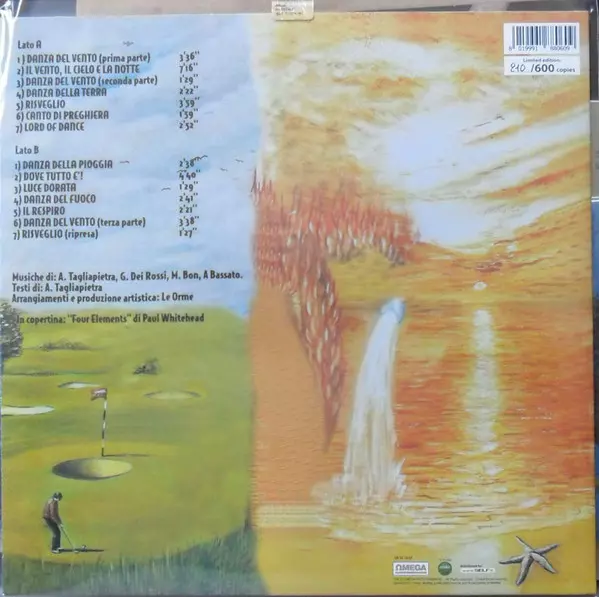 Lato A
1) DANZA DEL VENTO (prima parte) 3'36"
2) IL VENTO, IL CIELO E LA NOTTE 7'16"
3) DANZA DEL VENTO (seconda parte) 1'29"
4) DANZA DELLA TERRA 2'22"
5) RISVEGLIO 3'59"
6) CANTO DI PREGHIERA 1'59"
7) LORD OF DANCE 2'52"
Lato B
1) DANZA DELLA PIOGGIA 2'38"
2) DOVE TUTTO E'! 4'40"
3) LUCE DORATA 1'29"
4) DANZA DEL FUOCO 2'41"
5) IL RESPIRO 2'21"
6) DANZA DEL VENTO (terza parte) 3'38"
7) RISVEGLIO (ripresa) 1'27"
Musiche di: A. Tagliapietra, G. Dei Rossi, M. Bon, A Bassato.
Testi di: A. Tagliapietra
Arrangiamenti e produzione artistica: Le Orme
In copertina: "Four Elements" di Paul Whitehead
Limited edition:
210 /600 copies
OMEGA